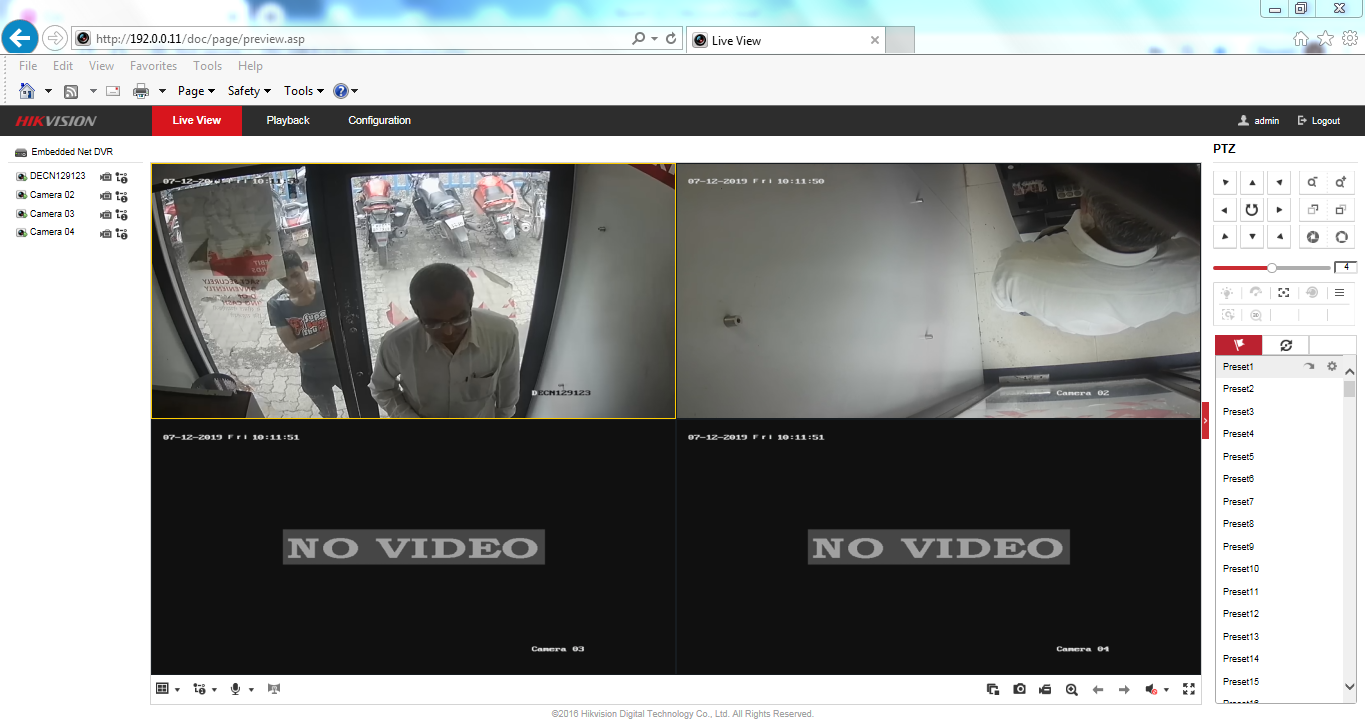 http://192.0.0.11/doc/page/preview.asp
Live View
File Edit View Favorites Tools Help
Page Safety Tools
HIKVISION
Live View Playback Configuration
admin Logout
Embedded Net DVR
DECN129123
Camera 02
Camera 03
Camera 04
07-12-2019 Fri 10:11:50
DECN129123
07-12-2019 Fri 10:11:50
Camera 02
07-12-2019 Fri 10:11:51
NO VIDEO
Camera 03
07-12-2019 Fri 10:11:51
NO VIDEO
Camera 04
PTZ
4
Preset1
Preset2
Preset3
Preset4
Preset5
Preset6
Preset7
Preset8
Preset9
Preset10
Preset11
Preset12
Preset13
Preset14
Preset15
©2016 Hikvision Digital Technology Co., Ltd. All Rights Reserved.